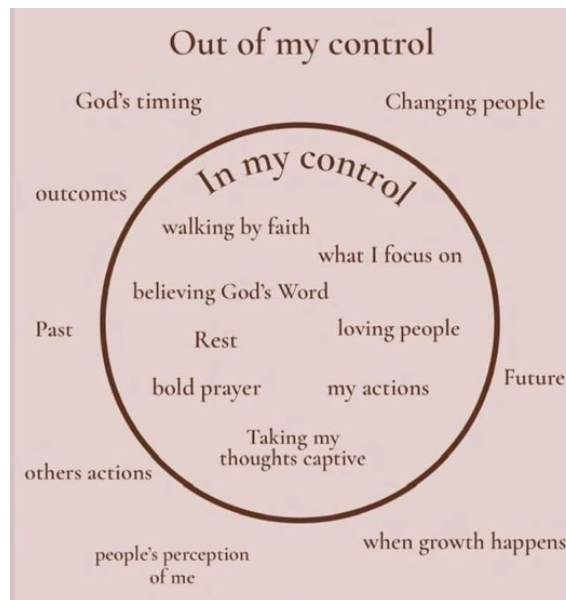 Out of my control
God's timing
Changing people
In my control
outcomes
walking by faith
what I focus on
believing God's Word
Past
loving people
Rest
Future
bold prayer
my actions
Taking my
thoughts captive
others actions
when growth happens
people's perception
of me